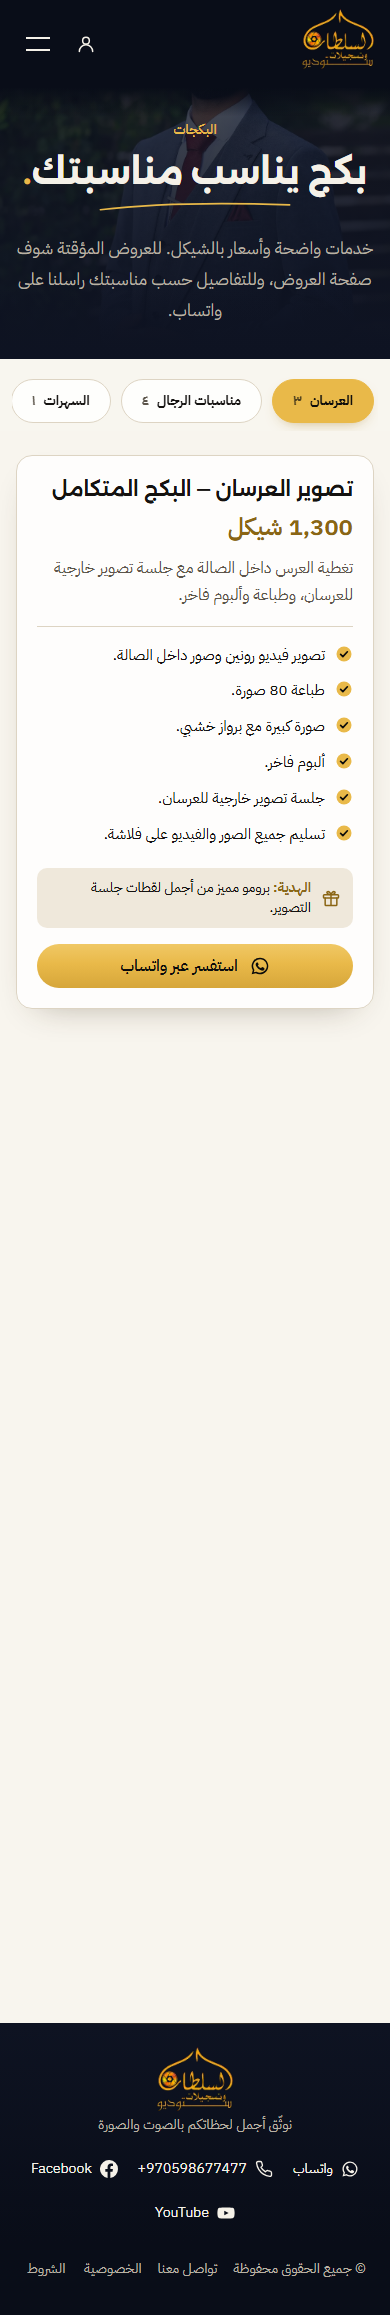 السلطان
ستوديو وتسجيلات
البكجات
بكج يناسب مناسبتك.
خدمات واضحة وأسعار بالشيكل. للعروض المؤقتة شوف
صفحة العروض، وللتفاصيل حسب مناسبتك راسلنا على
واتساب.
العرسان ٣
مناسبات الرجال ٤
السهرات ١
تصوير العرسان – البكج المتكامل
1,300 شيكل
تغطية العرس داخل الصالة مع جلسة تصوير خارجية
للعرسان، وطباعة وألبوم فاخر.
تصوير فيديو رونين وصور داخل الصالة.
طباعة 80 صورة.
صورة كبيرة مع برواز خشبي.
ألبوم فاخر.
جلسة تصوير خارجية للعرسان.
تسليم جميع الصور والفيديو على فلاشة.
الهدية: برومو مميز من أجمل لقطات جلسة
التصوير.
استفسر عبر واتساب
السلطان
ستوديو وتسجيلات
نوثّق أجمل لحظاتكم بالصوت والصورة
واتساب
+970598677477
Facebook
YouTube
© جميع الحقوق محفوظة
تواصل معنا
الخصوصية
الشروط